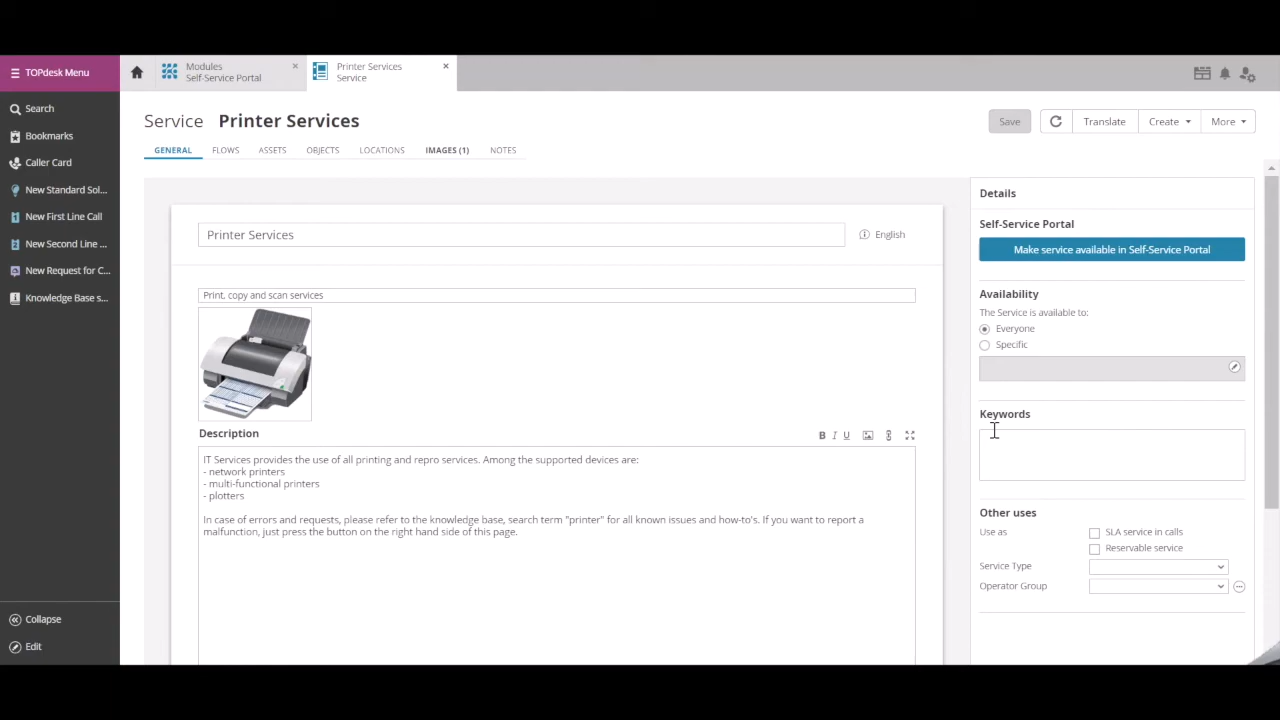 TOPdesk Menu
Modules
Self-Service Portal
Printer Services
Service
Search
Bookmarks
Caller Card
New Standard Sol...
New First Line Call
New Second Line ...
New Request for C...
Knowledge Base s...
Collapse
Edit
Service Printer Services
Save
Translate
Create
More
GENERAL
FLOWS
ASSETS
OBJECTS
LOCATIONS
IMAGES (1)
NOTES
Printer Services
English
Print, copy and scan services
Description
B I U
IT Services provides the use of all printing and repro services. Among the supported devices are:
- network printers
- multi-functional printers
- plotters
In case of errors and requests, please refer to the knowledge base, search term "printer" for all known issues and how-to's. If you want to report a
malfunction, just press the button on the right hand side of this page.
Details
Self-Service Portal
Make service available in Self-Service Portal
Availability
The Service is available to:
Everyone
Specific
Keywords
Other uses
Use as
SLA service in calls
Reservable service
Service Type
Operator Group